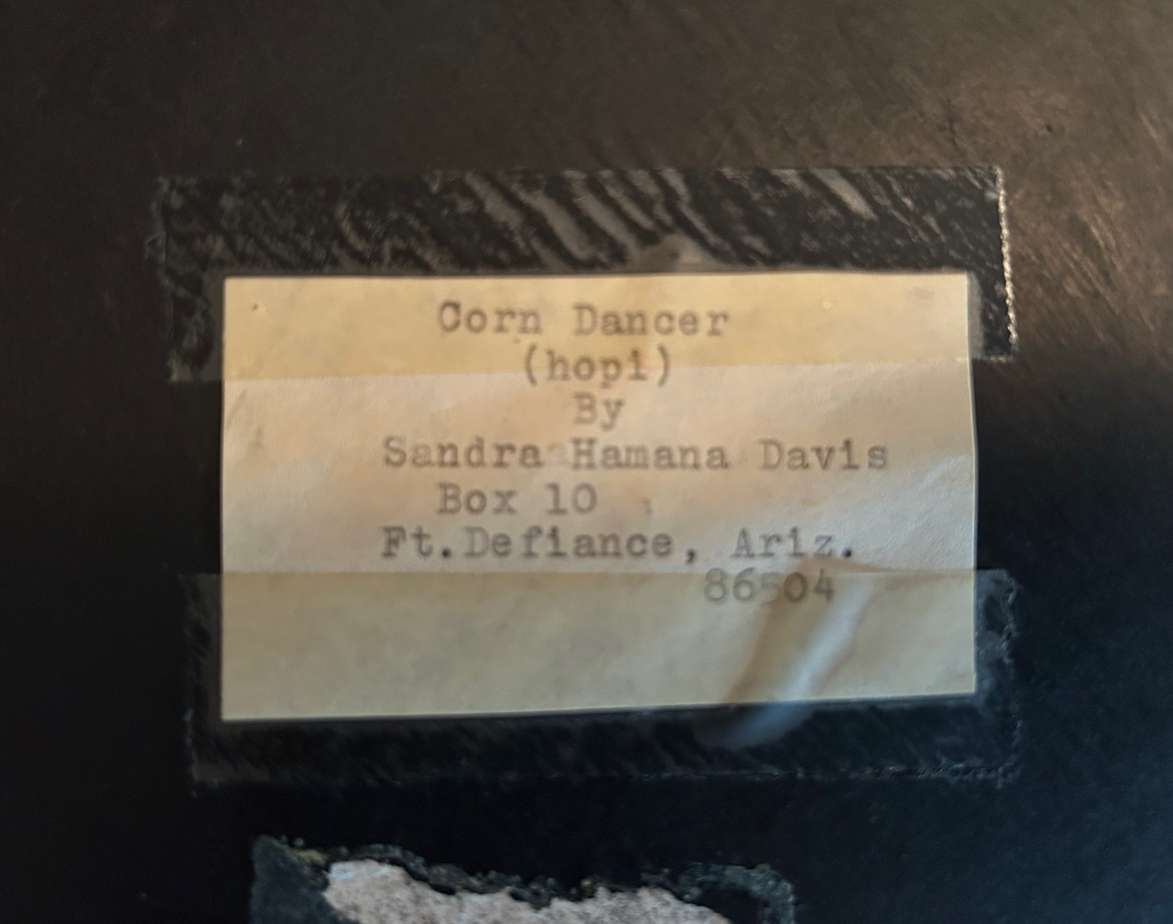 Corn Dancer
(hopi)
By
Sandra Hamana Davis
Box 10
Ft.Defiance, Ariz.
86504